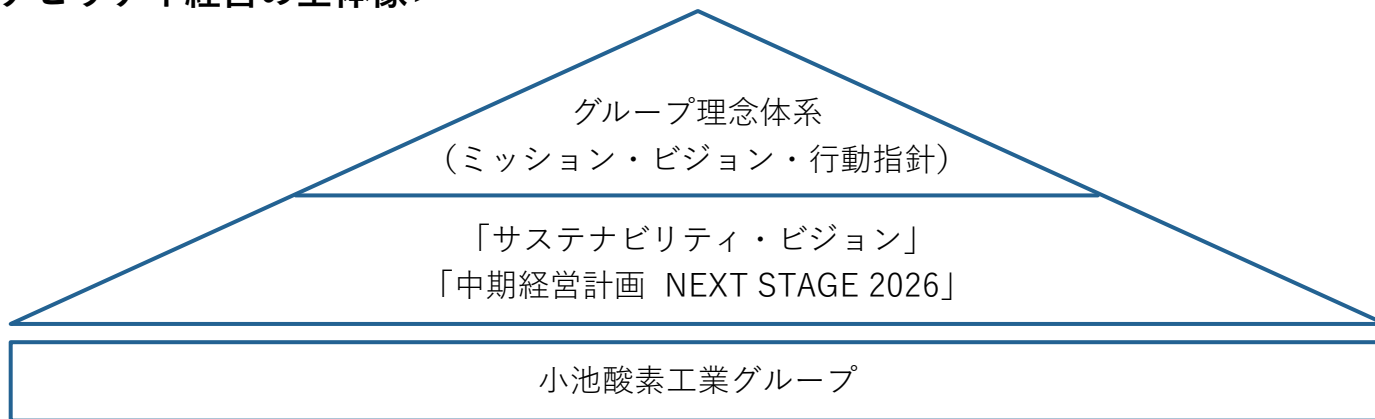 グループ理念体系
（ミッション・ビジョン・行動指針）
「サステナビリティ・ビジョン」
「中期経営計画 NEXT STAGE 2026」
小池酸素工業グループ